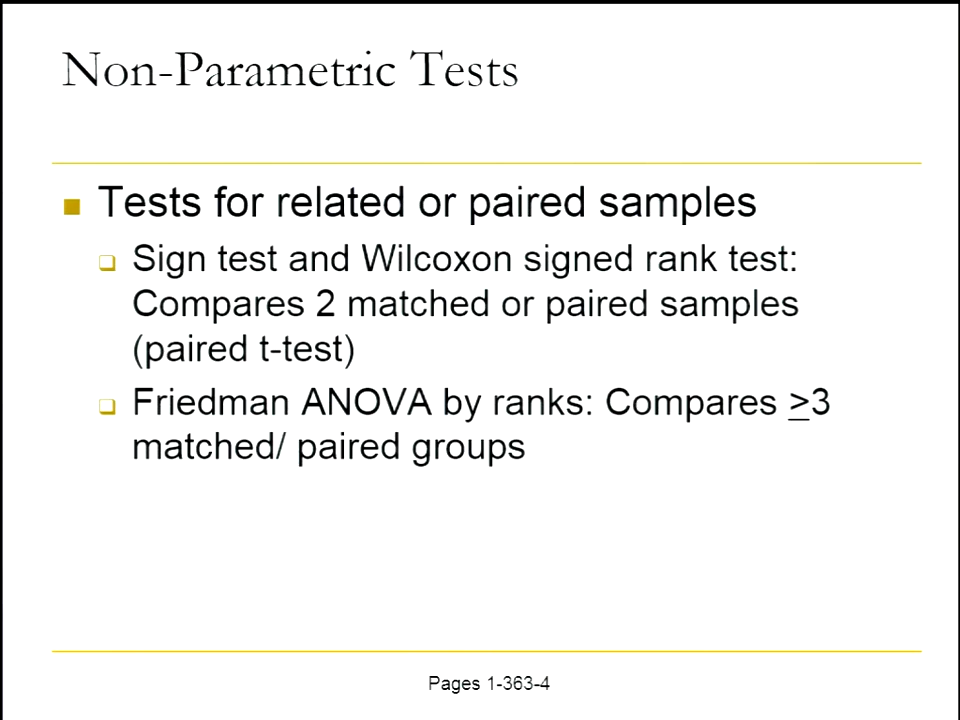 Non-Parametric Tests
Tests for related or paired samples
Sign test and Wilcoxon signed rank test:
Compares 2 matched or paired samples
(paired t-test)
Friedman ANOVA by ranks: Compares >3
matched/ paired groups
Pages 1-363-4